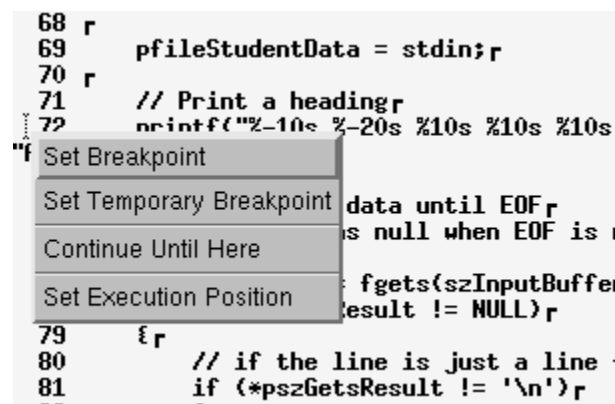 68
69 pfileStudentData = stdin;
70
71 // Print a heading
72 printf("%-10s %-20s %10s %10s %10s
"f
Set Breakpoint
Set Temporary Breakpoint
data until EOF
null when EOF is
Continue Until Here
= fgets(szInputBuffer
Set Execution Position
Result != NULL)
79 {
80 // if the line is just a line
81 if (*pszGetsResult != '\n')